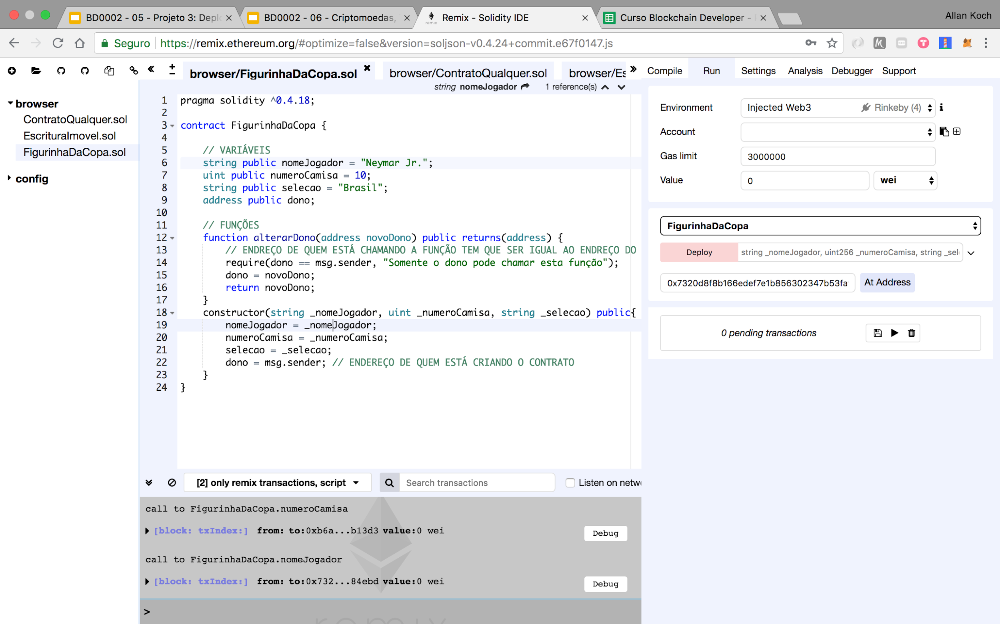 BD0002 - 05 - Projeto 3: Deplo
BD0002 - 06 - Criptomoedas,
remix
Remix - Solidity IDE
Curso Blockchain Developer -
Allan Koch
Seguro
https://remix.ethereum.org/#optimize=false&version=soljson-v0.4.24+commit.e67f0147.js
browser/FigurinhaDaCopa.sol
browser/ContratoQualquer.sol
browser/Es
Compile
Run
Settings
Analysis
Debugger
Support
string nomeJogador
1 reference(s)
browser
ContratoQualquer.sol
EscrituraImovel.sol
FigurinhaDaCopa.sol
config
1 pragma solidity ^0.4.18;
2
3 contract FigurinhaDaCopa {
4
5 // VARIÁVEIS
6 string public nomeJogador = "Neymar Jr.";
7 uint public numeroCamisa = 10;
8 string public selecao = "Brasil";
9 address public dono;
10
11 // FUNÇÕES
12 function alterarDono(address novoDono) public returns(address) {
13 // ENDREÇO DE QUEM ESTÁ CHAMANDO A FUNÇÃO TEM QUE SER IGUAL AO ENDREÇO DO
14 require(dono == msg.sender, "Somente o dono pode chamar esta função");
15 dono = novoDono;
16 return novoDono;
17 }
18 constructor(string _nomeJogador, uint _numeroCamisa, string _selecao) public{
19 nomeJogador = _nomeJogador;
20 numeroCamisa = _numeroCamisa;
21 selecao = _selecao;
22 dono = msg.sender; // ENDEREÇO DE QUEM ESTÁ CRIANDO O CONTRATO
23 }
24 }
[2] only remix transactions, script
Search transactions
Listen on netw
call to FigurinhaDaCopa.numeroCamisa
[block: txIndex:] from: to:0xb6a...b13d3 value:0 wei
Debug
call to FigurinhaDaCopa.nomeJogador
[block: txIndex:] from: to:0x732...84ebd value:0 wei
Debug
>
remix
Environment
Injected Web3
Rinkeby (4)
Account
Gas limit
3000000
Value
0
wei
FigurinhaDaCopa
Deploy
string _nomeJogador, uint256 _numeroCamisa, string _sel
0x7320d8f8b166edef7e1b856302347b53fa
At Address
0 pending transactions